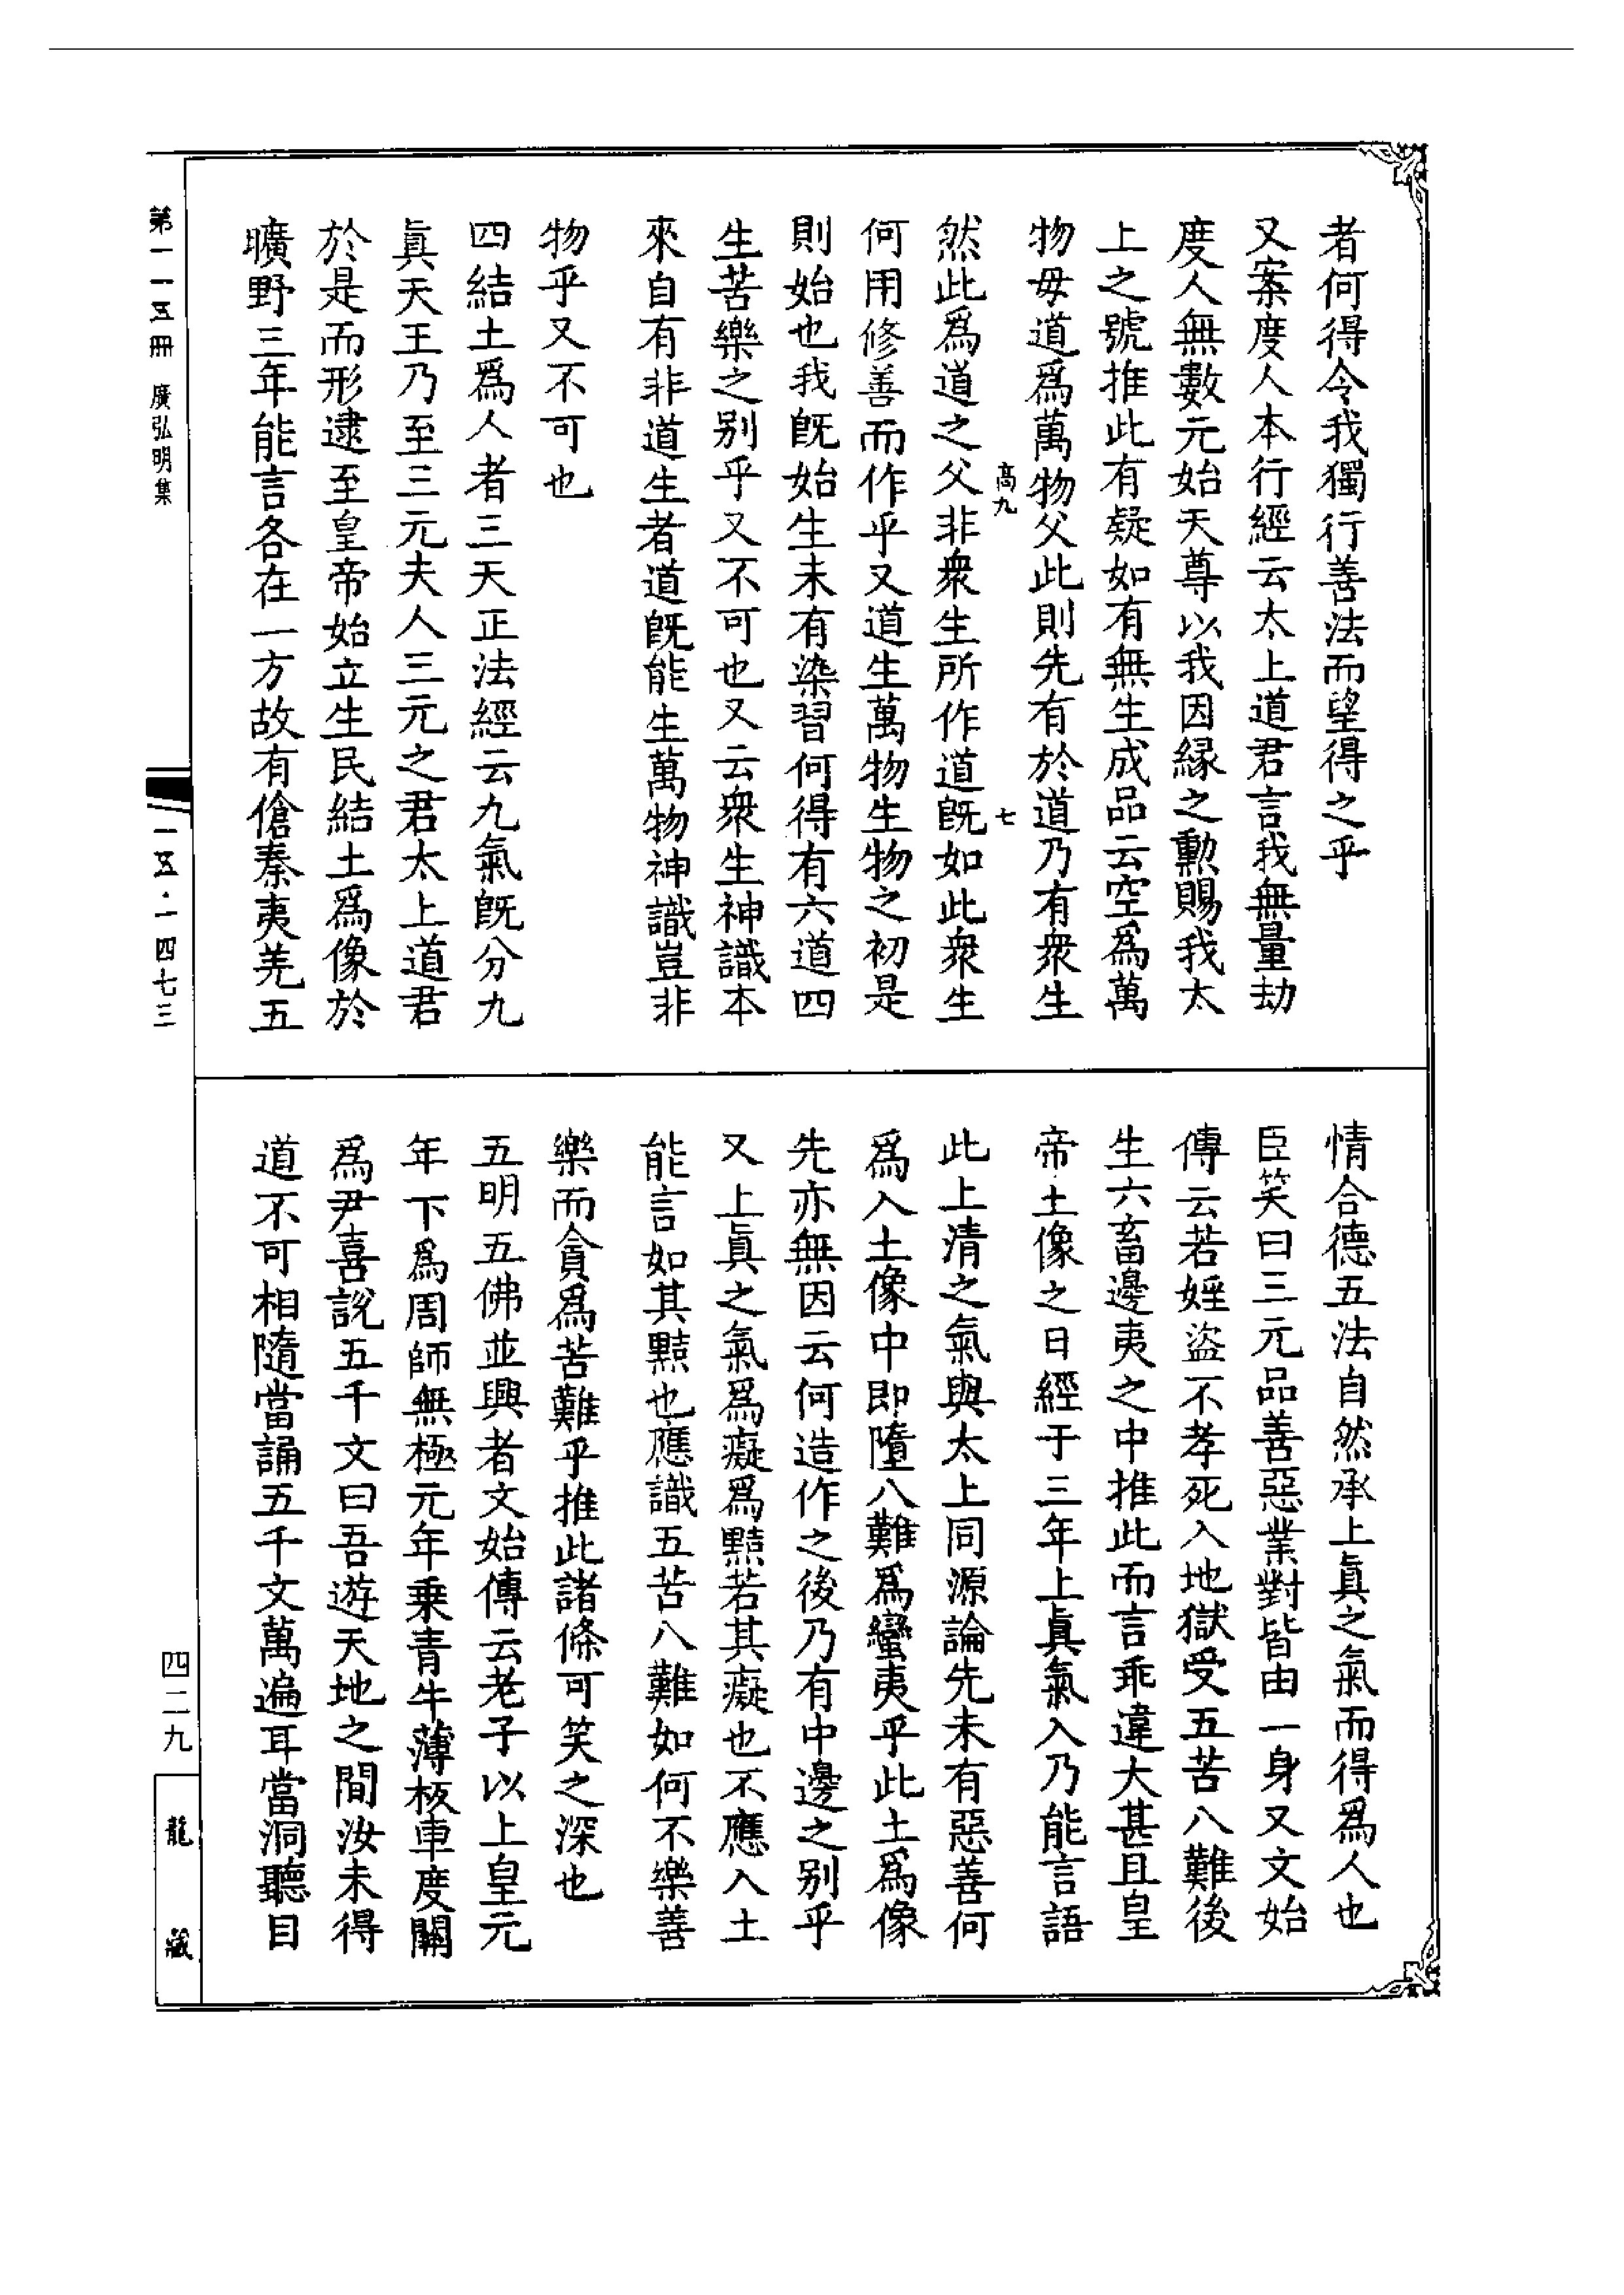 者何得令我獨行善法而望得之乎
又案度人本行經云太上道君言我無量劫
度人無數元始天尊以我因緣之勲賜我太
上之號推此有疑如有無生成品云空爲萬
物母道爲萬物父此則先有於道乃有衆生
高九
七
然此爲道之父非衆生所作道旣如此衆生
何用修善而作乎又道生萬物生物之初是
則始也我旣始生未有染習何得有六道四
生苦樂之别乎又不可也又云衆生神識本
來自有非道生者道旣能生萬物神識豈非
物乎又不可也
四結土爲人者三天正法經云九氣旣分九
眞天王乃至三元夫人三元之君太上道君
於是而形逮至皇帝始立生民結土爲像於
曠野三年能言各在一方故有傖秦夷羌五
情合德五法自然承上眞之氣而得爲人也
臣笑曰三元品善惡業對皆由一身又文始
傳云若婬盜不孝死入地獄受五苦八難後
生六畜邊夷之中推此而言乖違大甚且皇
帝土像之日經于三年上眞氣入乃能言語
此上清之氣與太上同源論先未有惡善何
爲入土像中即墮八難爲蠻夷乎此土爲像
先亦無因云何造作之後乃有中邊之别乎
又上眞之氣爲癡爲黠若其癡也不應入土
能言如其黠也應識五苦八難如何不樂善
樂而貪爲苦難乎推此諸條可笑之深也
五明五佛並興者文始傳云老子以上皇元
年下爲周師無極元年乗青牛薄板車度關
爲尹喜説五千文曰吾遊天地之間汝未得
道不可相隨當誦五千文萬遍耳當洞聽目
第一一五冊 廣弘明集
一五·一四七三
四二九
龍藏